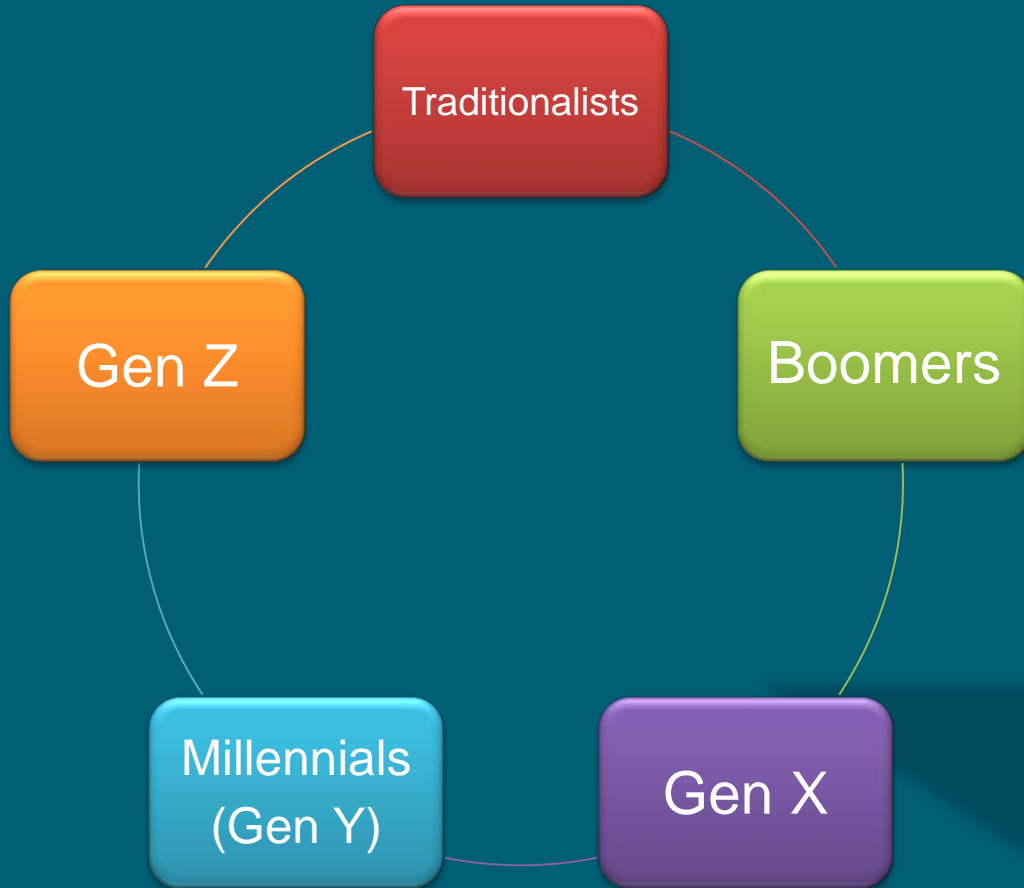 Traditionalists
Boomers
Gen X
Millennials
(Gen Y)
Gen Z